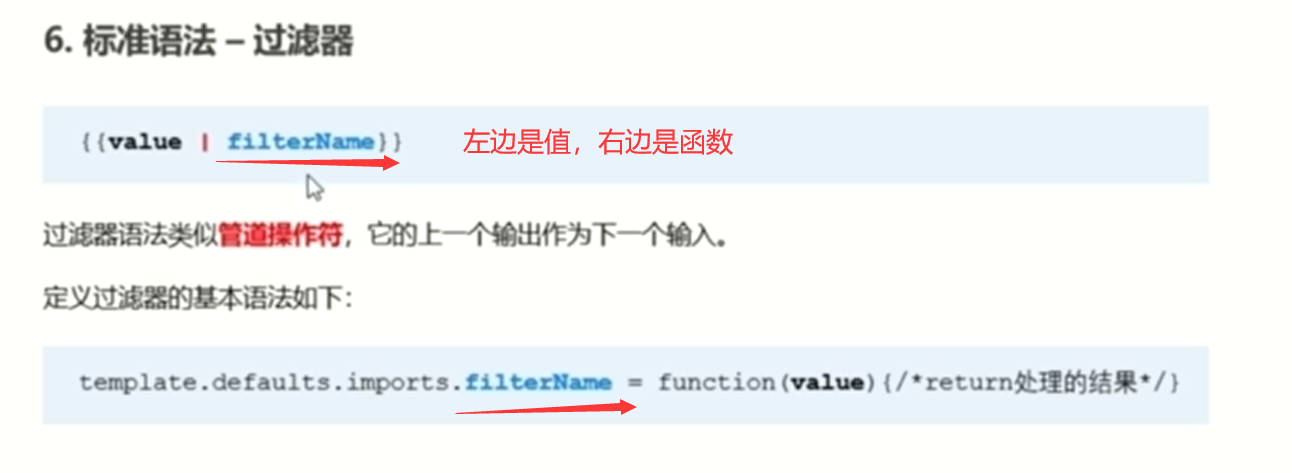 6. 标准语法 – 过滤器
{{value | filterName}} 左边是值，右边是函数
过滤器语法类似管道操作符，它的上一个输出作为下一个输入。
定义过滤器的基本语法如下：
template.defaults.imports.filterName = function(value){/*return处理的结果*/}